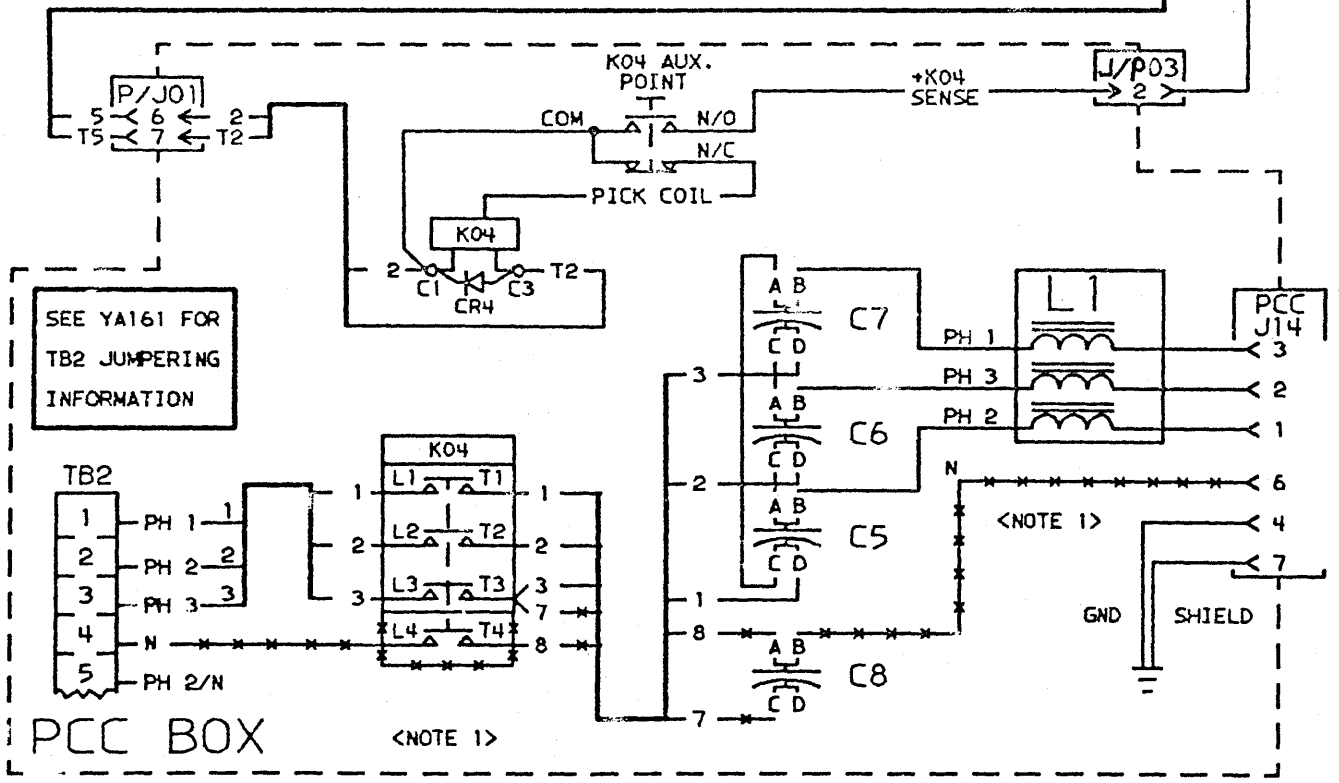 K04 AUX.
POINT
J/P03
P/J01
+K04
SENSE
2
5 6 2
T5 7 T2
COM
N/O
N/C
PICK COIL
K04
2 T2
C1 C3
CR4
SEE YA161 FOR
TB2 JUMPERING
INFORMATION
A B
C7
C D
L1
PCC
J14
PH 1 3
3
PH 3 2
A B
C6
C D
PH 2 1
K04
TB2
L1 T1
1 1
1 PH 1 1
2
N 6
A B
<NOTE 1>
4
C5
C D
L2 T2
2 2
2 PH 2 2
7
L3 T3
3 3
7
3 PH 3 3
1
GND SHIELD
8
4 N
L4 T4
8
A B
C8
C D
5 PH 2/N
7
PCC BOX
<NOTE 1>